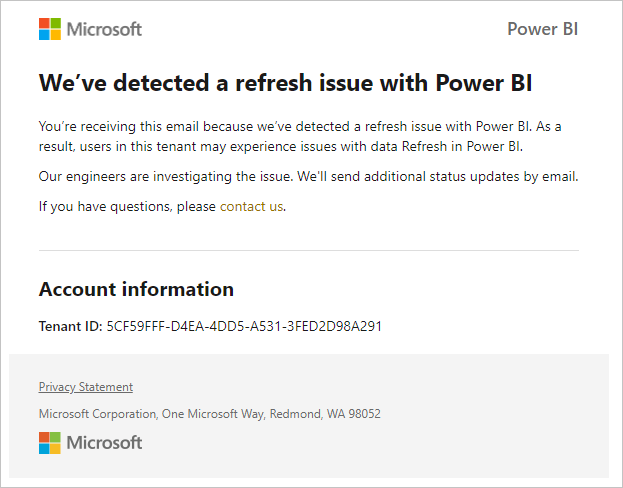 Microsoft
Power BI
We’ve detected a refresh issue with Power BI
You’re receiving this email because we’ve detected a refresh issue with Power BI. As a
result, users in this tenant may experience issues with data Refresh in Power BI.
Our engineers are investigating the issue. We'll send additional status updates by email.
If you have questions, please contact us.
Account information
Tenant ID: 5CF59FFF-D4EA-4DD5-A531-3FED2D98A291
Privacy Statement
Microsoft Corporation, One Microsoft Way, Redmond, WA 98052
Microsoft